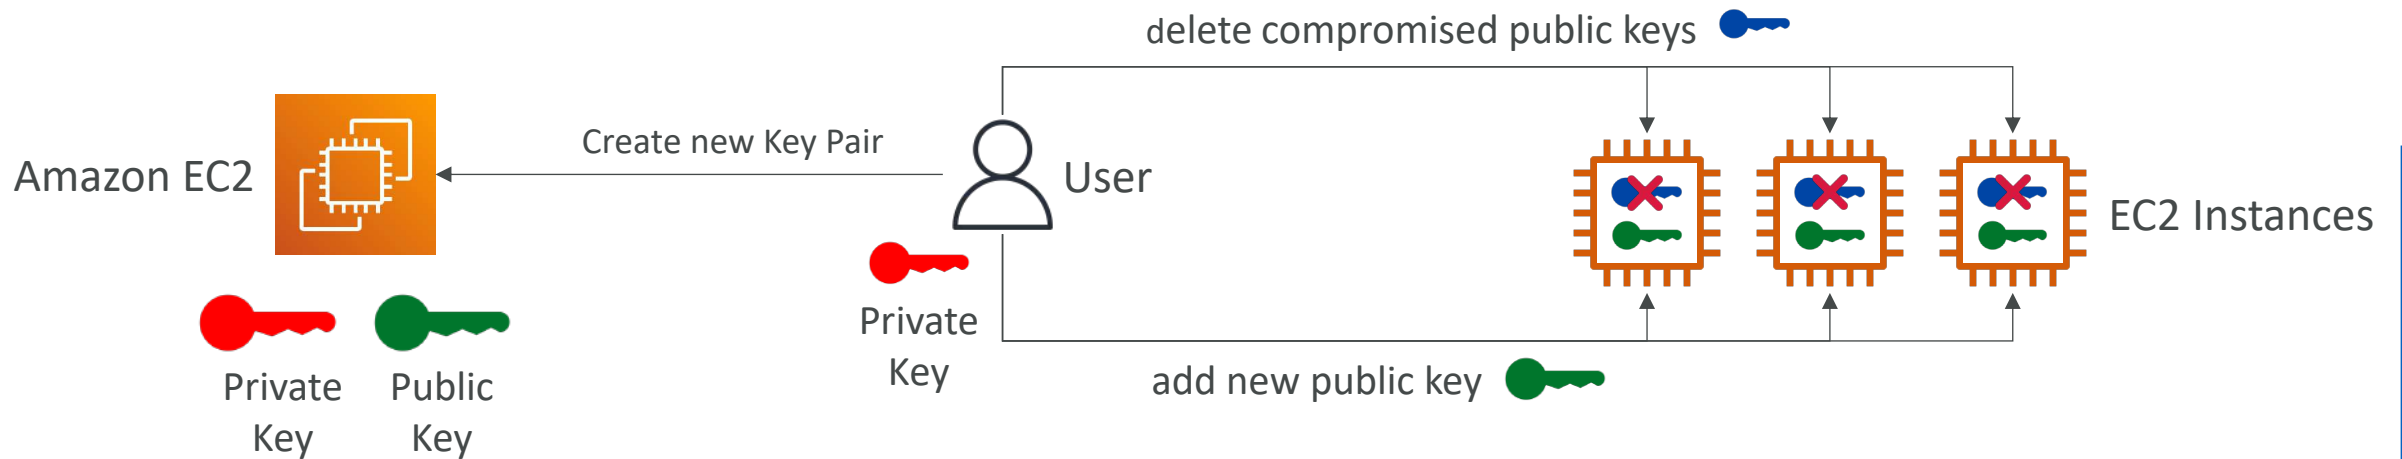 delete compromised public keys
Amazon EC2
Create new Key Pair
User
EC2 Instances
Private
Key
Private
Key
Public
Key
add new public key